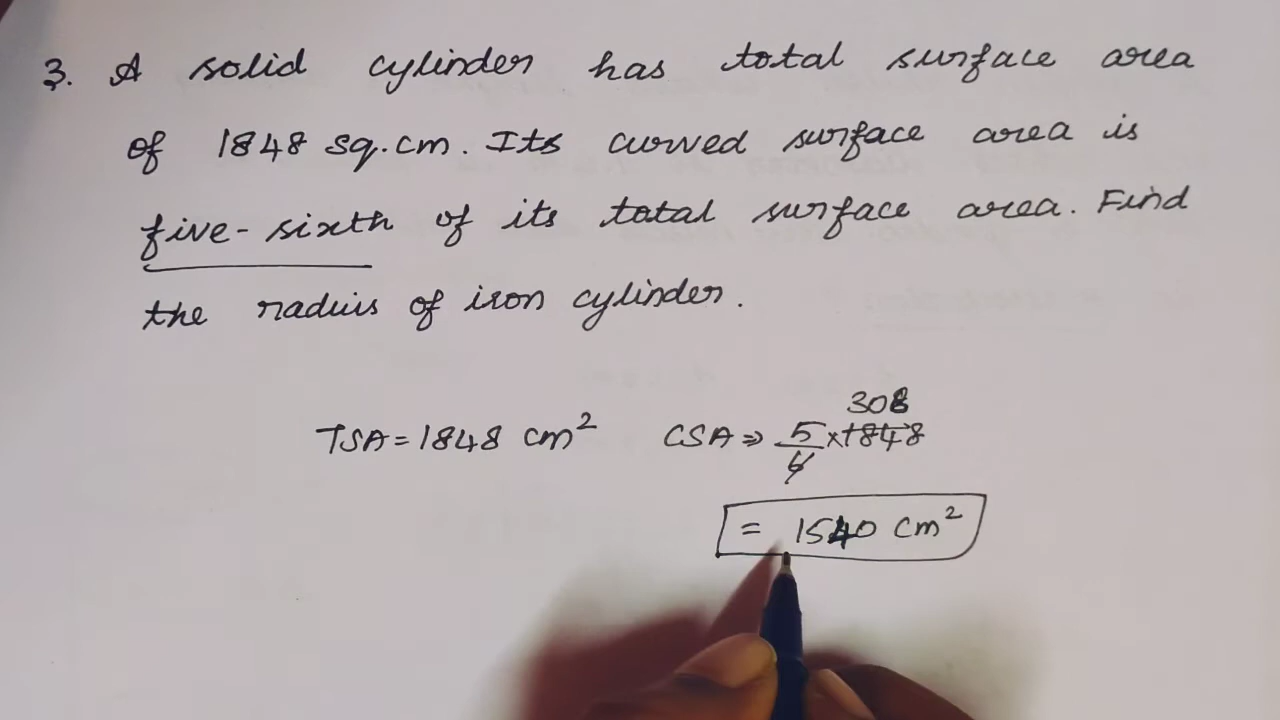 3. A solid cylinder has total surface area
of 1848 sq.cm. Its curved surface area is
five-sixth of its total surface area. Find
the radius of iron cylinder.
308
TSA = 1848 cm² CSA ⇒ 5/6 × 1848
= 1540 cm²